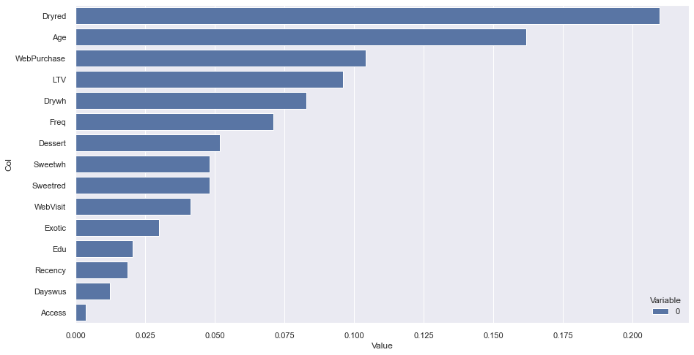 Dryred
Age
WebPurchase
LTV
Drywh
Freq
Dessert
Sweetwh
Sweetred
WebVisit
Exotic
Edu
Recency
Dayswus
Access
Col
0.000 0.025 0.050 0.075 0.100 0.125 0.150 0.175 0.200
Value
Variable
0